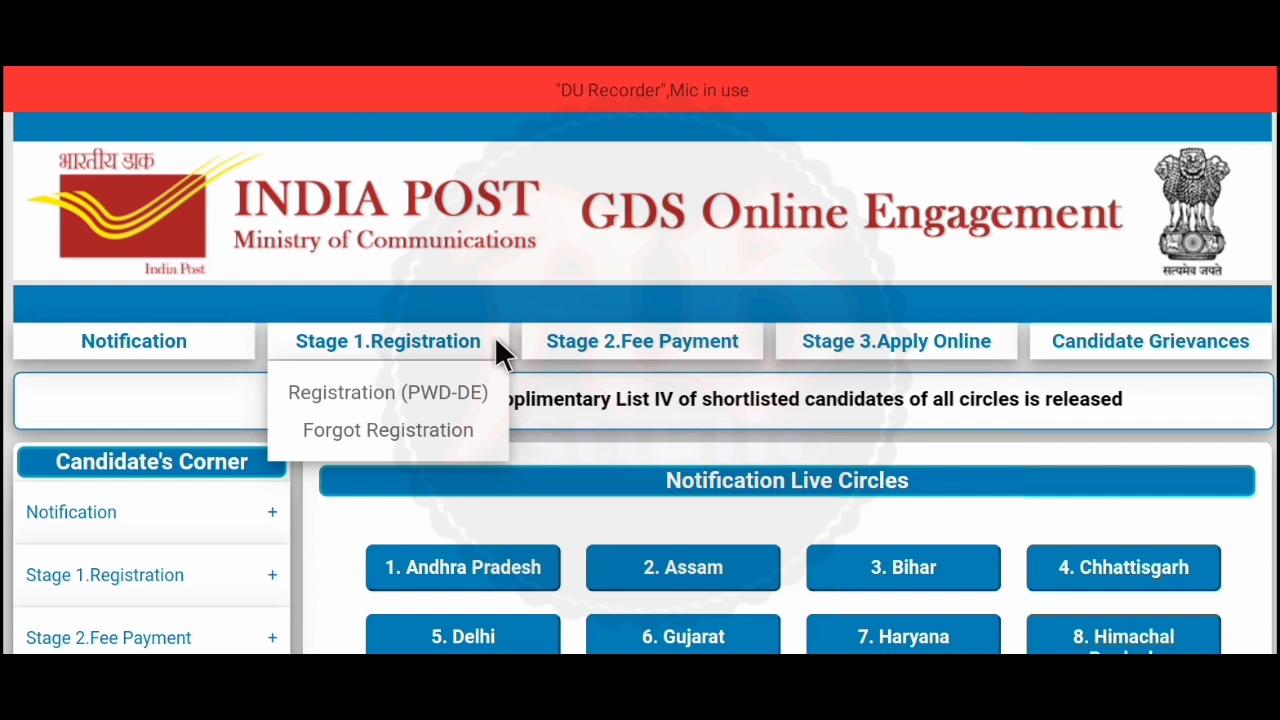 "DU Recorder",Mic in use
भारतीय डाक
INDIA POST
Ministry of Communications
India Post
GDS Online Engagement
सत्यमेव जयते
Notification
Stage 1.Registration
Stage 2.Fee Payment
Stage 3.Apply Online
Candidate Grievances
Registration (PWD-DE)
Forgot Registration
List IV of shortlisted candidates of all circles is released
Candidate's Corner
Notification +
Stage 1.Registration +
Stage 2.Fee Payment +
Notification Live Circles
1. Andhra Pradesh
2. Assam
3. Bihar
4. Chhattisgarh
5. Delhi
6. Gujarat
7. Haryana
8. Himachal